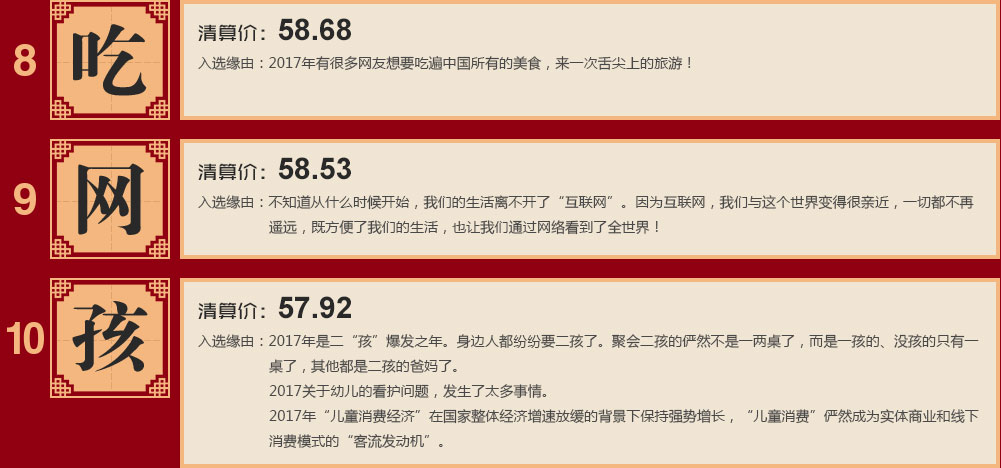 8
吃
清算价：58.68
入选缘由：2017年有很多网友想要吃遍中国所有的美食，来一次舌尖上的旅游！
9
网
清算价：58.53
入选缘由：不知道从什么时候开始，我们的生活离不开了“互联网”。因为互联网，我们与这个世界变得很亲近，一切都不再
遥远，既方便了我们的生活，也让我们通过网络看到了全世界！
10
孩
清算价：57.92
入选缘由：2017年是二“孩”爆发之年。身边人都纷纷要二孩了。聚会二孩的俨然不是一两桌了，而是一孩的、没孩的只有一
桌了，其他都是二孩的爸妈了。
2017关于幼儿的看护问题，发生了太多事情。
2017年“儿童消费经济”在国家整体经济增速放缓的背景下保持强势增长，“儿童消费”俨然成为实体商业和线下
消费模式的“客流发动机”。